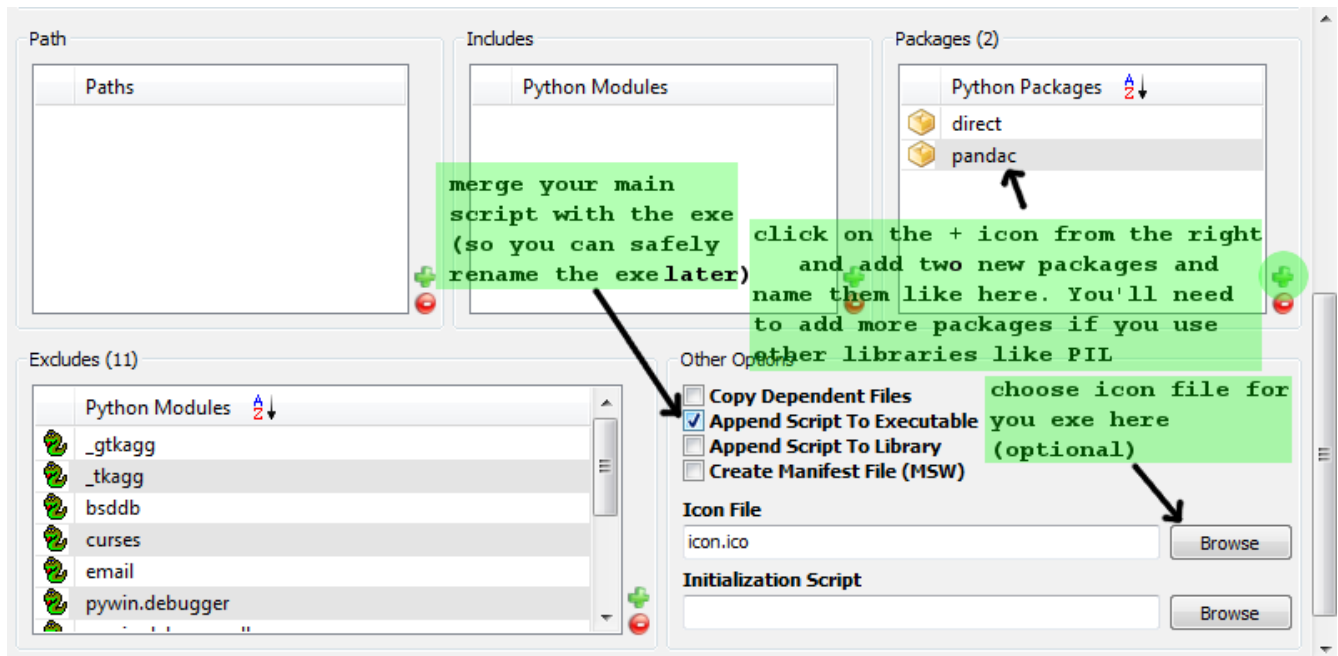 Path
Includes
Packages (2)
Paths
Python Modules
Python Packages
direct
pandac
merge your main
script with the exe
(so you can safely
rename the exe later)
click on the + icon from the right
and add two new packages and
name them like here. You'll need
to add more packages if you use
other libraries like PIL
Excludes (11)
Python Modules
_gtkagg
_tkagg
bsddb
curses
email
pywin.debugger
Copy Dependent Files
Append Script To Executable
Append Script To Library
Create Manifest File (MSW)
choose icon file for
you exe here
(optional)
Icon File
icon.ico
Browse
Initialization Script
Browse